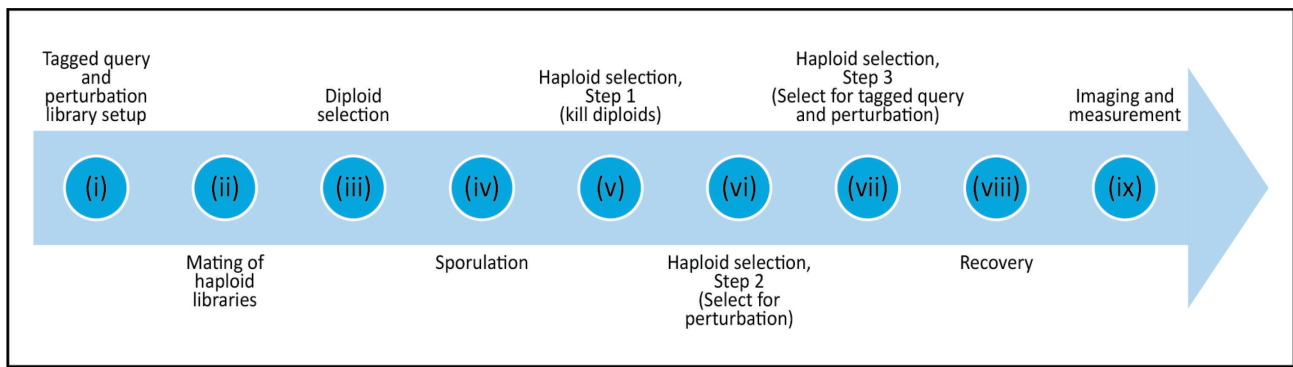 Tagged query
and
perturbation
library setup
(i)
Mating of
haploid
libraries
(ii)
Diploid
selection
(iii)
Sporulation
(iv)
Haploid selection,
Step 1
(kill diploids)
(v)
Haploid selection,
Step 2
(Select for
perturbation)
(vi)
Haploid selection,
Step 3
(Select for tagged query
and perturbation)
(vii)
Recovery
(viii)
Imaging and
measurement
(ix)